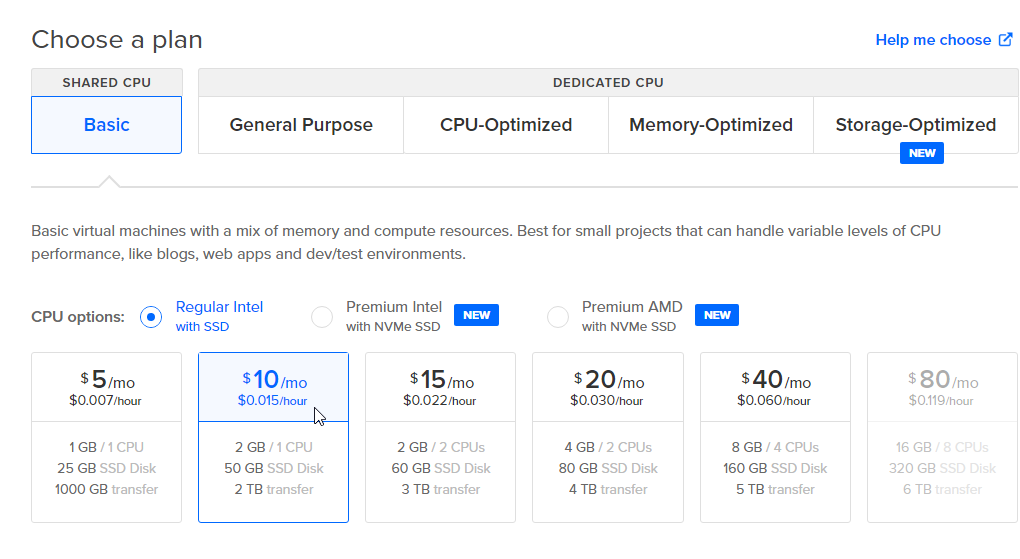 Choose a plan
Help me choose
SHARED CPU
DEDICATED CPU
Basic
General Purpose
CPU-Optimized
Memory-Optimized
Storage-Optimized
NEW
Basic virtual machines with a mix of memory and compute resources. Best for small projects that can handle variable levels of CPU
performance, like blogs, web apps and dev/test environments.
CPU options:
Regular Intel
with SSD
Premium Intel
with NVMe SSD
NEW
Premium AMD
with NVMe SSD
NEW
$5/mo
$0.007/hour
1 GB / 1 CPU
25 GB SSD Disk
1000 GB transfer
$10/mo
$0.015/hour
2 GB / 1 CPU
50 GB SSD Disk
2 TB transfer
$15/mo
$0.022/hour
2 GB / 2 CPUs
60 GB SSD Disk
3 TB transfer
$20/mo
$0.030/hour
4 GB / 2 CPUs
80 GB SSD Disk
4 TB transfer
$40/mo
$0.060/hour
8 GB / 4 CPUs
160 GB SSD Disk
5 TB transfer
$80/mo
$0.119/hour
16 GB / 8 CPUs
320 GB SSD Disk
6 TB transfer